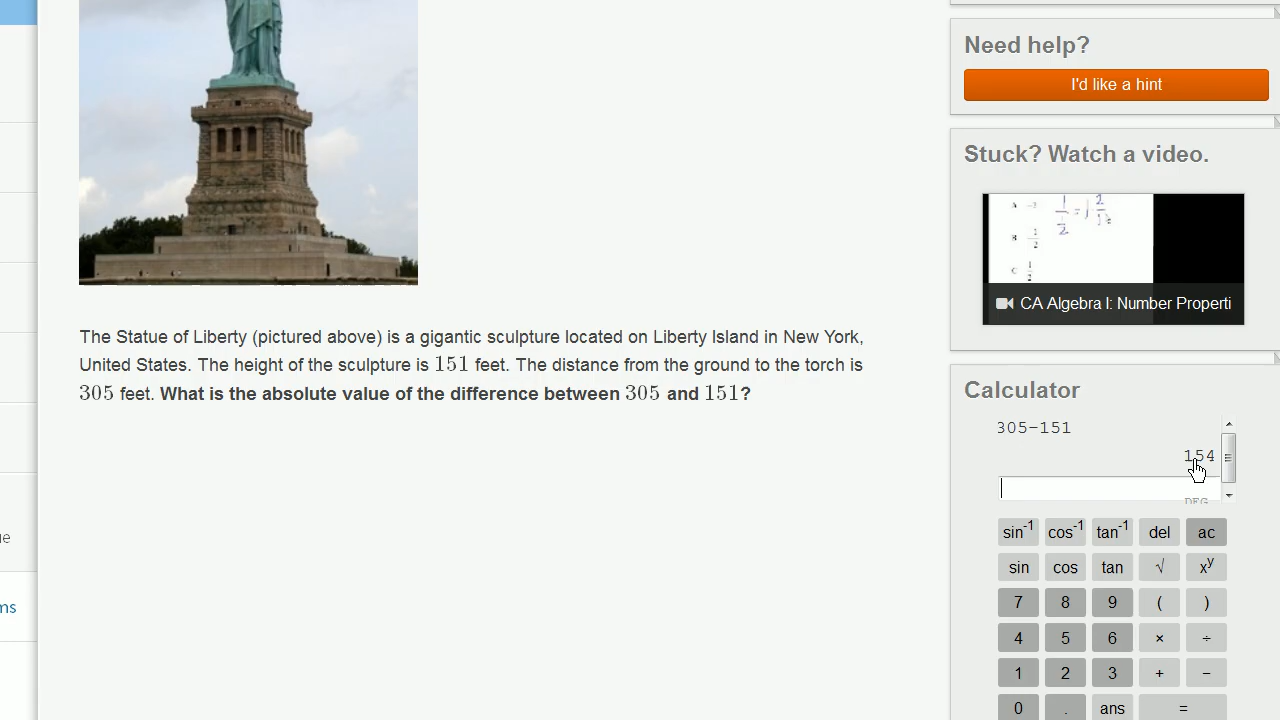 Need help?
I'd like a hint
Stuck? Watch a video.
CA Algebra I: Number Properti
The Statue of Liberty (pictured above) is a gigantic sculpture located on Liberty Island in New York,
United States. The height of the sculpture is 151 feet. The distance from the ground to the torch is
305 feet. What is the absolute value of the difference between 305 and 151?
Calculator
305-151
154
DEG
sin-1 cos-1 tan-1 del ac
sin cos tan √ xy
7 8 9 ( )
4 5 6 × ÷
1 2 3 + −
0 . ans =